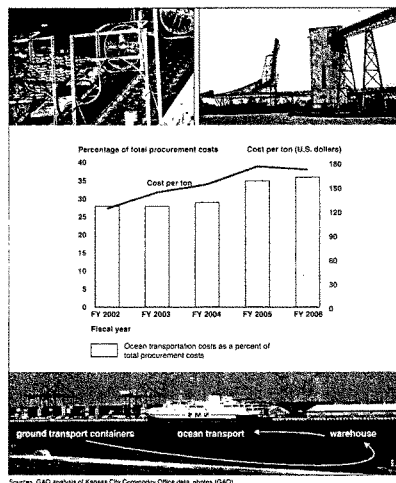 Percentage of total procurement costs
Cost per ton (U.S. dollars)
40
35
30
25
20
15
10
5
0
180
150
120
90
60
30
0
Cost per ton
FY 2002 FY 2003 FY 2004 FY 2005 FY 2006
Fiscal year
Ocean transportation costs as a percent of
total procurement costs
ground transport containers
ocean transport
warehouse
Sources: GAO analysis of Kansas City Commodity Office data, photos (GAO).